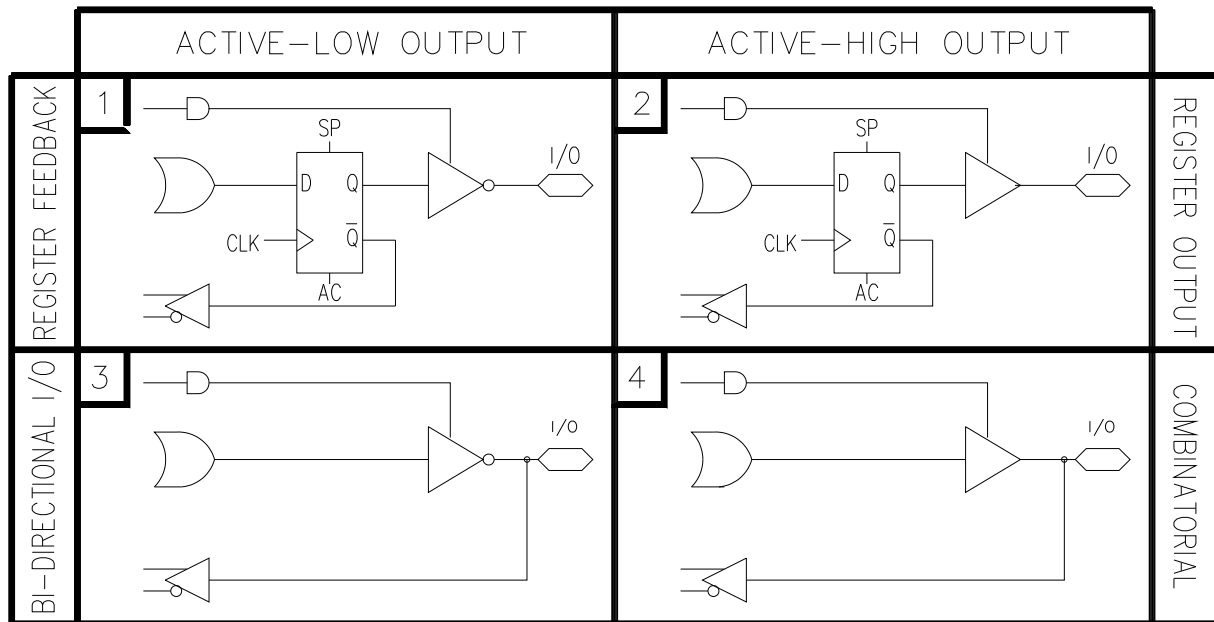 ACTIVE–LOW OUTPUT
ACTIVE–HIGH OUTPUT
REGISTER FEEDBACK
1
SP
D
Q
I/O
CLK
Q̅
AC
2
SP
D
Q
I/O
CLK
Q̅
AC
REGISTER OUTPUT
BI–DIRECTIONAL I/O
3
I/O
4
I/O
COMBINATORIAL